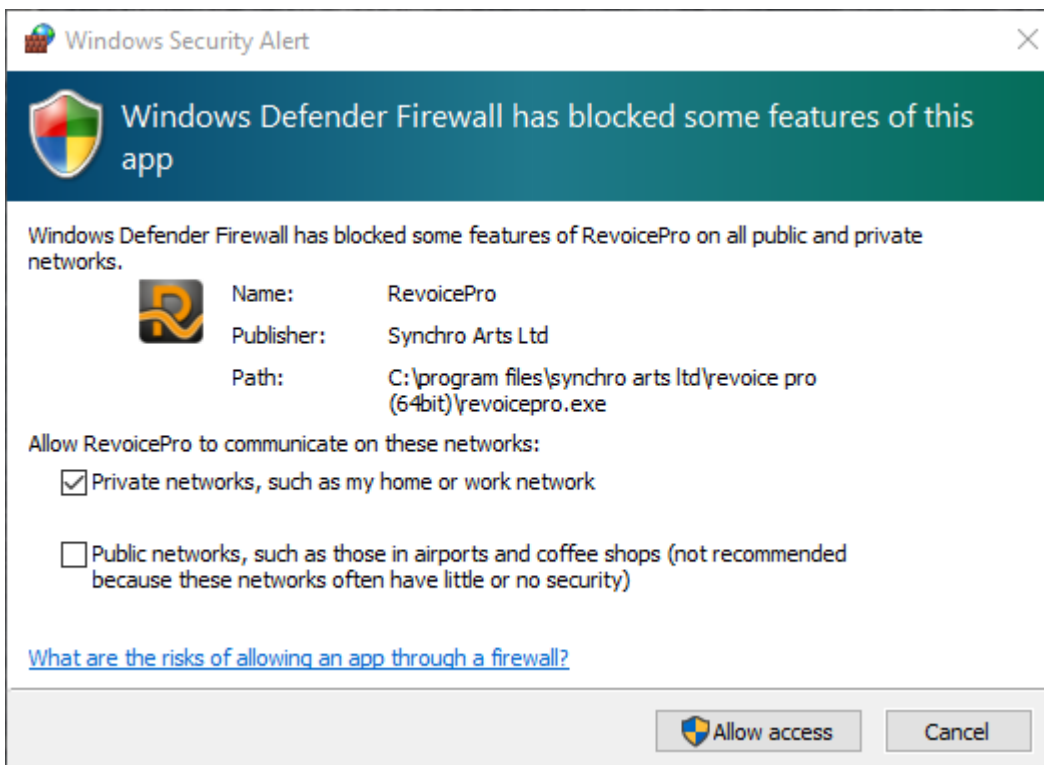 Windows Security Alert
Windows Defender Firewall has blocked some features of this
app
Windows Defender Firewall has blocked some features of RevoicePro on all public and private
networks.
Name: RevoicePro
Publisher: Synchro Arts Ltd
Path: C:\program files\synchro arts ltd\revoice pro
(64bit)\revoicepro.exe
Allow RevoicePro to communicate on these networks:
Private networks, such as my home or work network
Public networks, such as those in airports and coffee shops (not recommended
because these networks often have little or no security)
What are the risks of allowing an app through a firewall?
Allow access Cancel